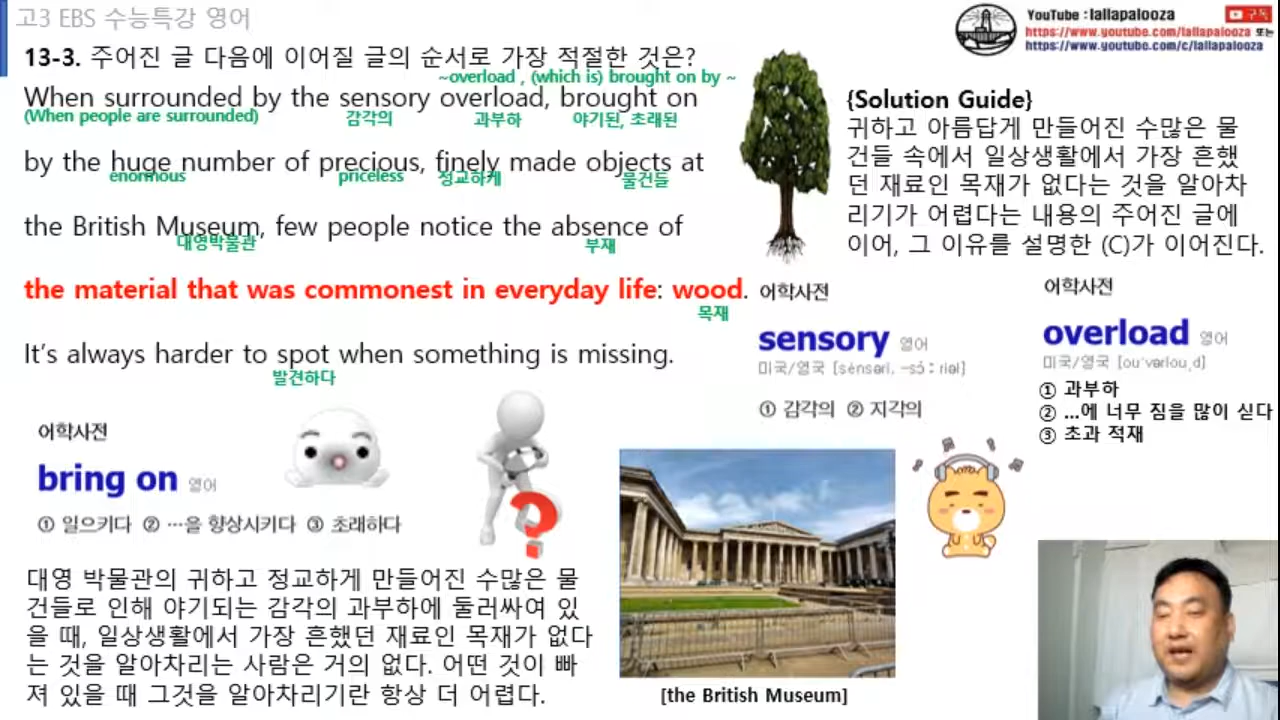 고3 EBS 수능특강 영어
YouTube : lallapalooza
구독
https://www.youtube.com/lallapalooza 또는
https://www.youtube.com/c/lallapalooza
13-3. 주어진 글 다음에 이어질 글의 순서로 가장 적절한 것은?
~overload , (which is) brought on by ~
When surrounded by the sensory overload, brought on
(When people are surrounded) 감각의 과부하 야기된, 초래된
by the huge number of precious, finely made objects at
enormous priceless 정교하게 물건들
the British Museum, few people notice the absence of
대영박물관 부재
the material that was commonest in everyday life: wood.
목재
It's always harder to spot when something is missing.
발견하다
{Solution Guide}
귀하고 아름답게 만들어진 수많은 물
건들 속에서 일상생활에서 가장 흔했
던 재료인 목재가 없다는 것을 알아차
리기가 어렵다는 내용의 주어진 글에
이어, 그 이유를 설명한 (C)가 이어진다.
어학사전
sensory 영어
미국/영국 [sénsəri, -sɔ́ːriəl]
① 감각의 ② 지각의
어학사전
overload 영어
미국/영국 [ouˈvərlouˌd]
① 과부하
② ...에 너무 짐을 많이 싣다
③ 초과 적재
어학사전
bring on 영어
① 일으키다 ② …을 향상시키다 ③ 초래하다
대영 박물관의 귀하고 정교하게 만들어진 수많은 물
건들로 인해 야기되는 감각의 과부하에 둘러싸여 있
을 때, 일상생활에서 가장 흔했던 재료인 목재가 없다
는 것을 알아차리는 사람은 거의 없다. 어떤 것이 빠
져 있을 때 그것을 알아차리기란 항상 더 어렵다.
[the British Museum]